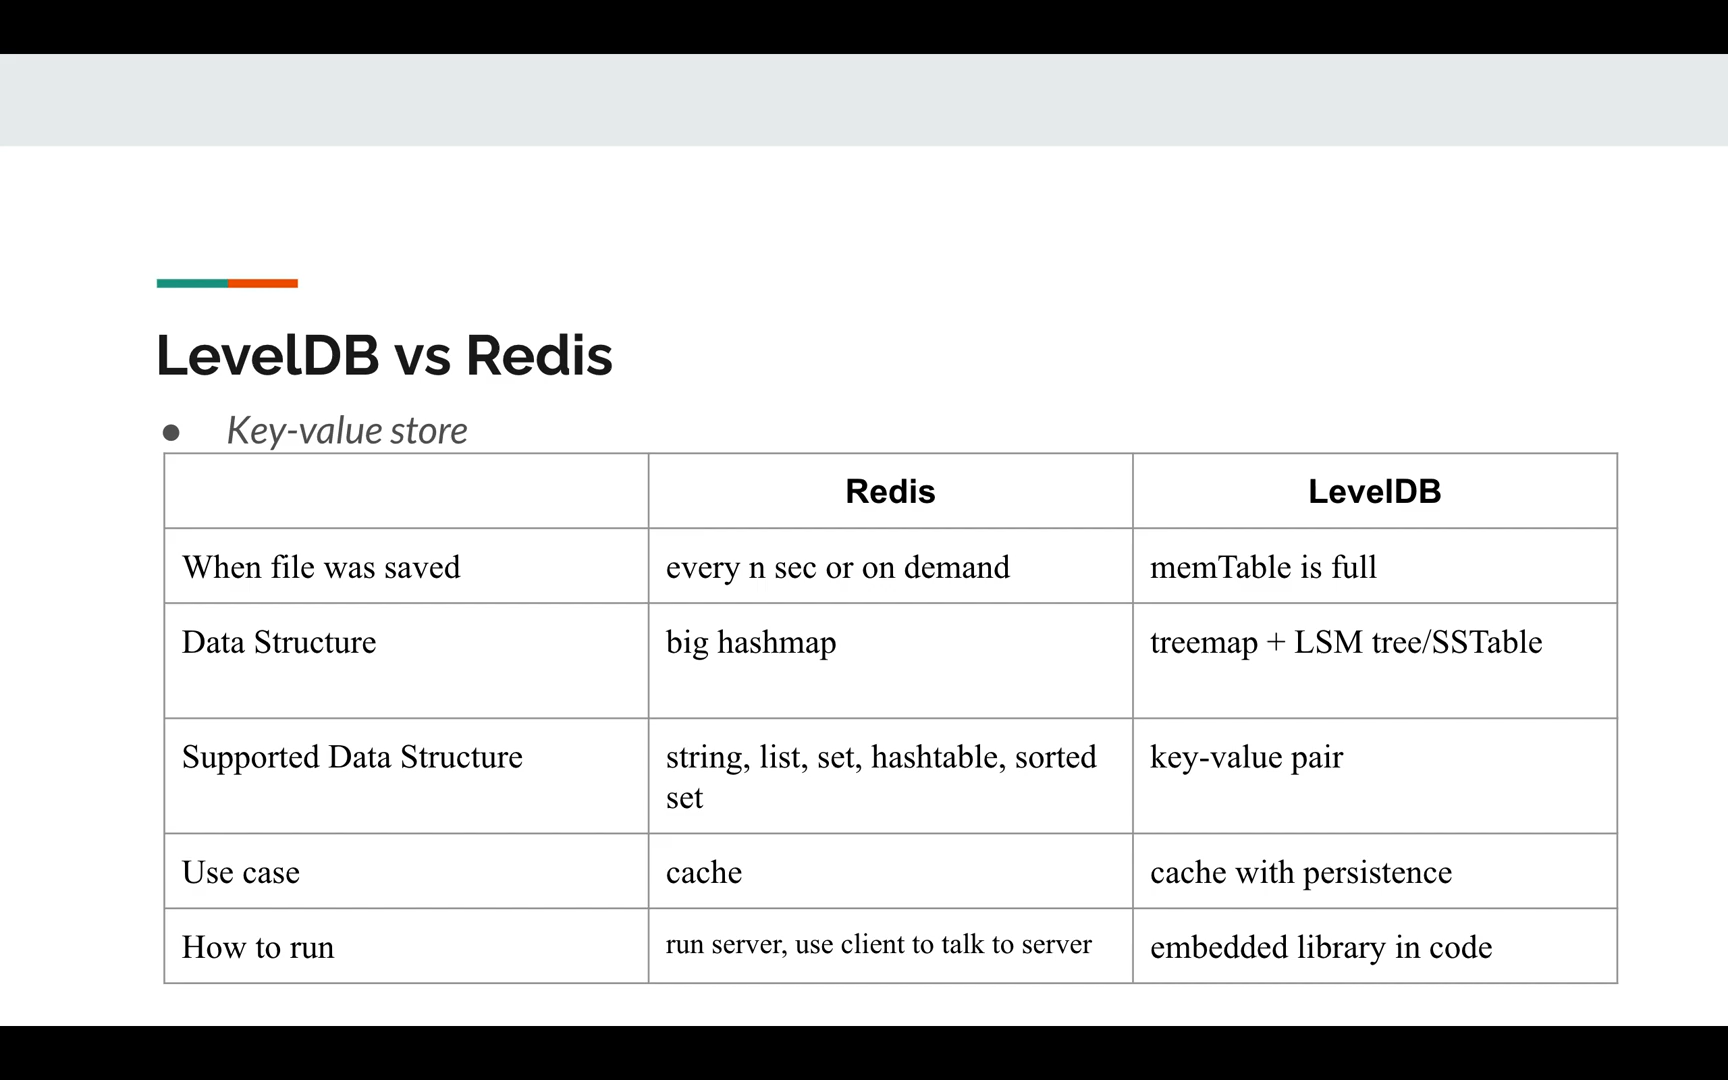 LevelDB vs Redis
● Key-value store
Redis LevelDB
When file was saved every n sec or on demand memTable is full
Data Structure big hashmap treemap + LSM tree/SSTable
Supported Data Structure string, list, set, hashtable, sorted key-value pair
set
Use case cache cache with persistence
How to run run server, use client to talk to server embedded library in code